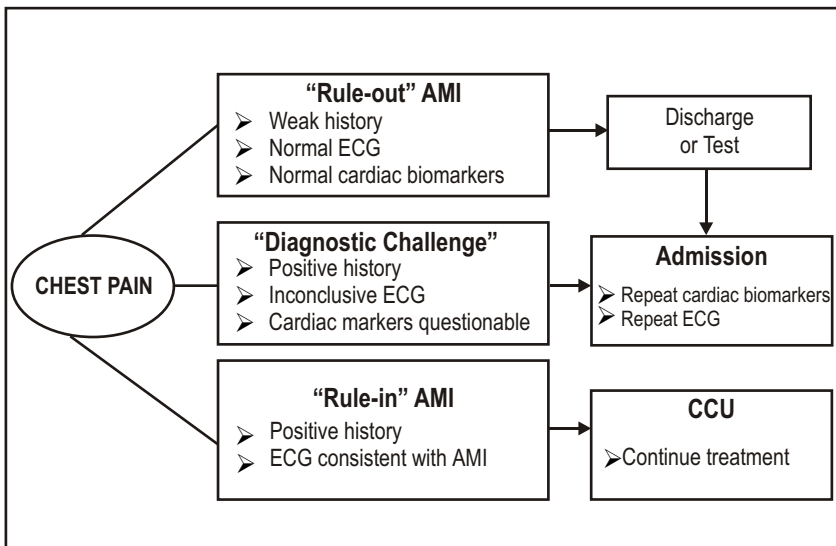 CHEST PAIN
“Rule-out” AMI
➢ Weak history
➢ Normal ECG
➢ Normal cardiac biomarkers
Discharge
or Test
“Diagnostic Challenge”
➢ Positive history
➢ Inconclusive ECG
➢ Cardiac markers questionable
Admission
➢ Repeat cardiac biomarkers
➢ Repeat ECG
“Rule-in” AMI
➢ Positive history
➢ ECG consistent with AMI
CCU
➢Continue treatment